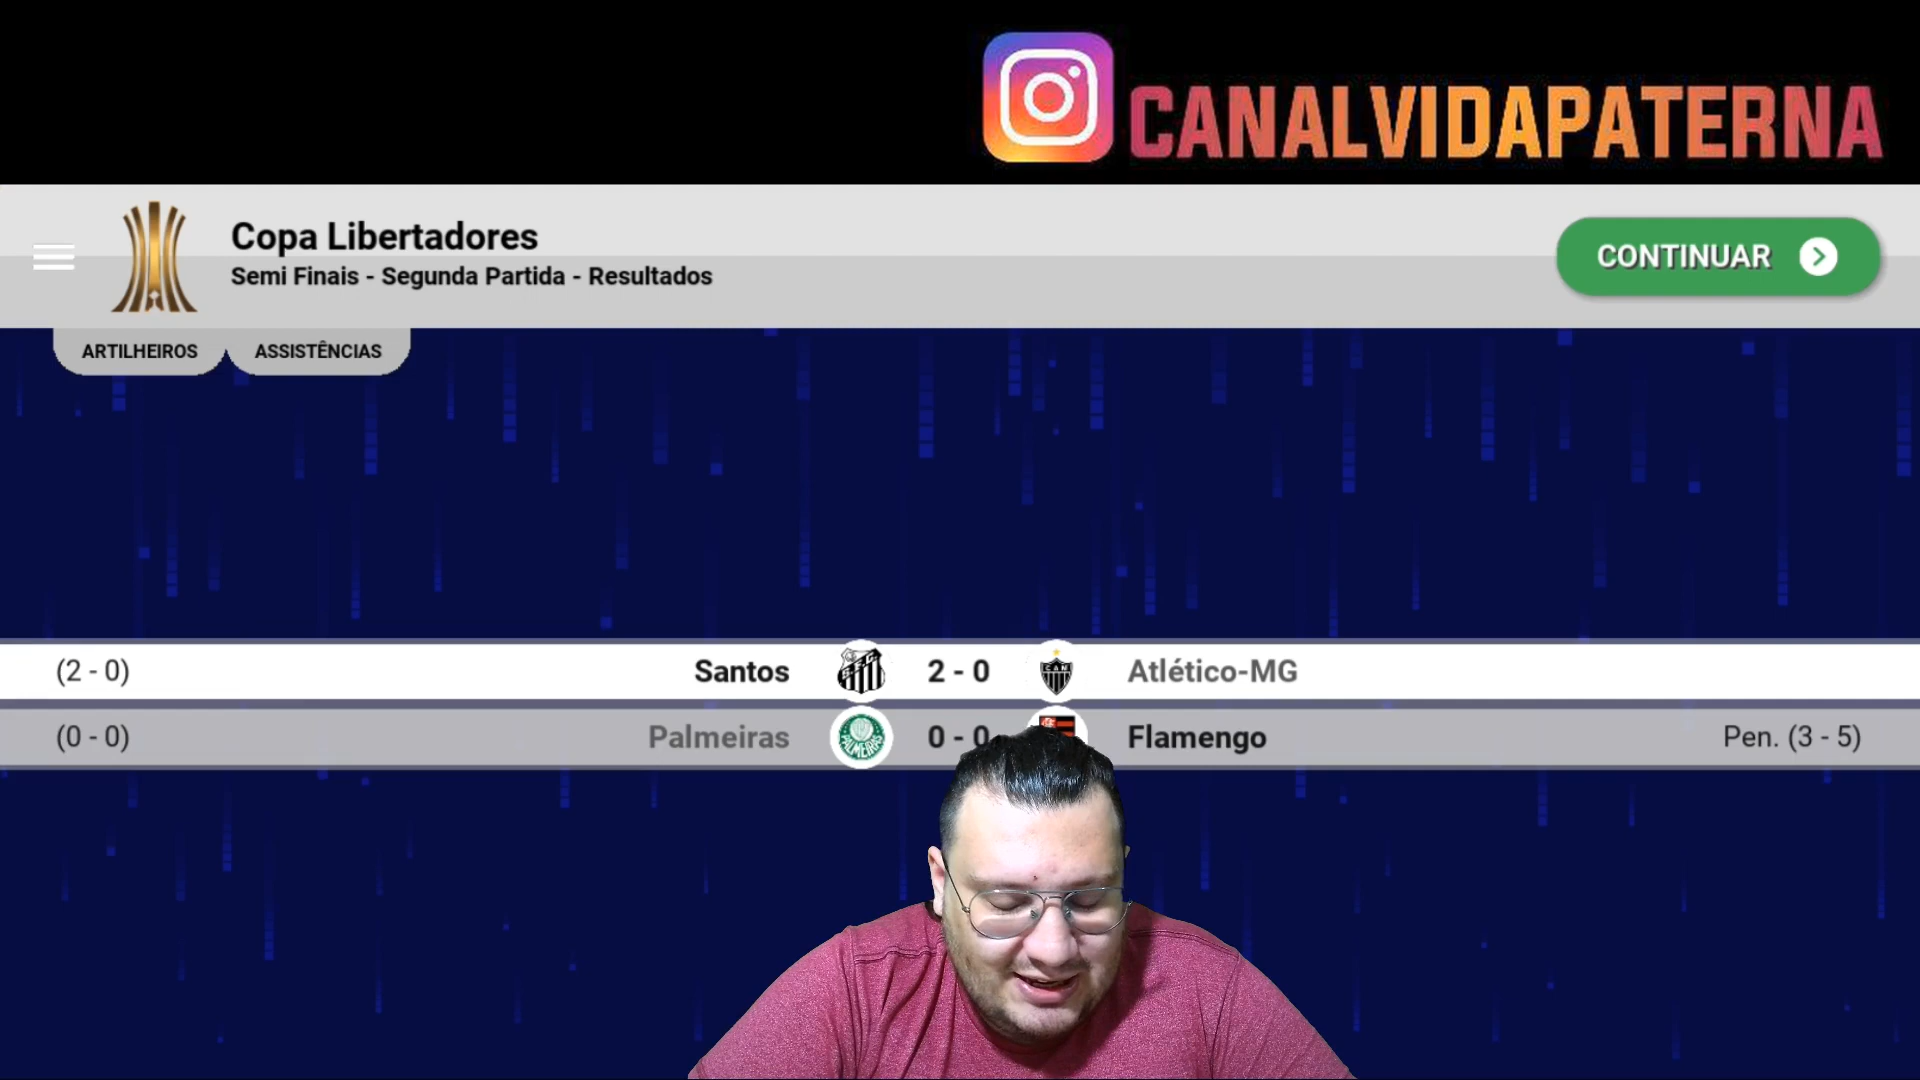 CANALVIDAPATERNA
Copa Libertadores
Semi Finais - Segunda Partida - Resultados
CONTINUAR
ARTILHEIROS
ASSISTÊNCIAS
(2 - 0) Santos 2 - 0 Atlético-MG
(0 - 0) Palmeiras 0 - 0 Flamengo Pen. (3 - 5)